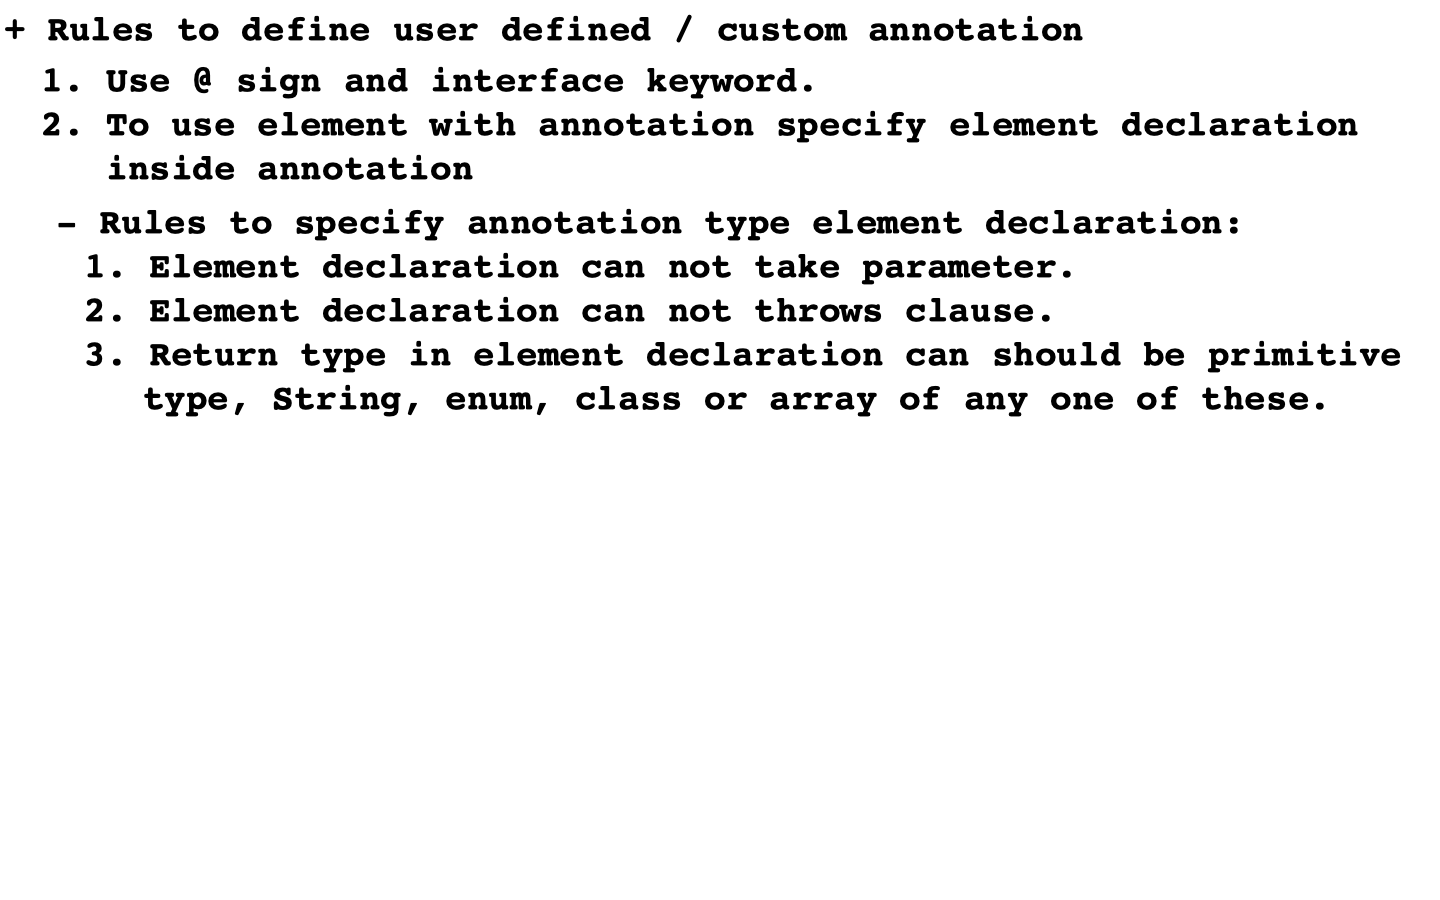 + Rules to define user defined / custom annotation
1. Use @ sign and interface keyword.
2. To use element with annotation specify element declaration
inside annotation
- Rules to specify annotation type element declaration:
1. Element declaration can not take parameter.
2. Element declaration can not throws clause.
3. Return type in element declaration can should be primitive
type, String, enum, class or array of any one of these.